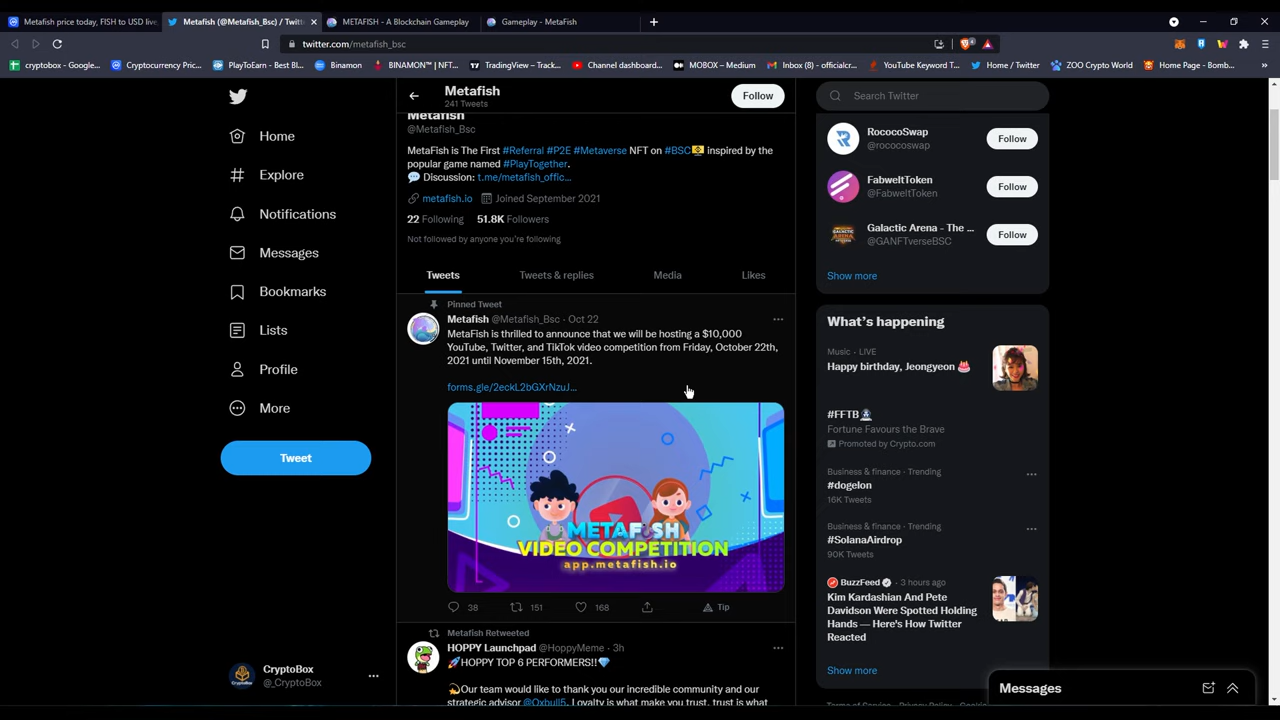 Metafish price today, FISH to USD live,
Metafish (@Metafish_Bsc) / Twitt
METAFISH - A Blockchain Gameplay
Gameplay - MetaFish
twitter.com/metafish_bsc
cryptobox - Google...
Cryptocurrency Pric...
PlayToEarn - Best Bl...
Binamon
BINAMON™ | NFT...
TradingView – Track...
Channel dashboard...
MOBOX – Medium
Inbox (8) - officialcr...
YouTube Keyword T...
Home / Twitter
ZOO Crypto World
Home Page - Bomb...
Home
Explore
Notifications
Messages
Bookmarks
Lists
Profile
More
Tweet
CryptoBox
@_CryptoBox
Metafish
241 Tweets
Follow
Metafish
@Metafish_Bsc
MetaFish is The First #Referral #P2E #Metaverse NFT on #BSC inspired by the
popular game named #PlayTogether.
💬 Discussion: t.me/metafish_offic...
metafish.io Joined September 2021
22 Following 51.8K Followers
Not followed by anyone you're following
Tweets
Tweets & replies
Media
Likes
Pinned Tweet
Metafish @Metafish_Bsc · Oct 22
MetaFish is thrilled to announce that we will be hosting a $10,000
YouTube, Twitter, and TikTok video competition from Friday, October 22th,
2021 until November 15th, 2021.
forms.gle/2eckL2bGXrNzuJ...
METAFISH
VIDEO COMPETITION
app.metafish.io
38
151
168
Tip
Metafish Retweeted
HOPPY Launchpad @HoppyMeme · 3h
🚀HOPPY TOP 6 PERFORMERS!!💎
💫Our team would like to thank you our incredible community and our
strategic advisor @Oxbull5. Loyalty is what make you trust, trust is what
Search Twitter
RococoSwap
@rococoswap
Follow
FabweltToken
@FabweltToken
Follow
Galactic Arena - The ...
@GANFTverseBSC
Follow
Show more
What's happening
Music · LIVE
Happy birthday, Jeongyeon 🎂
#FFTB
Fortune Favours the Brave
Promoted by Crypto.com
Business & finance · Trending
#dogelon
16K Tweets
Business & finance · Trending
#SolanaAirdrop
90K Tweets
BuzzFeed · 3 hours ago
Kim Kardashian And Pete
Davidson Were Spotted Holding
Hands — Here's How Twitter
Reacted
Show more
Terms of Service Privacy Policy Cookie
Messages